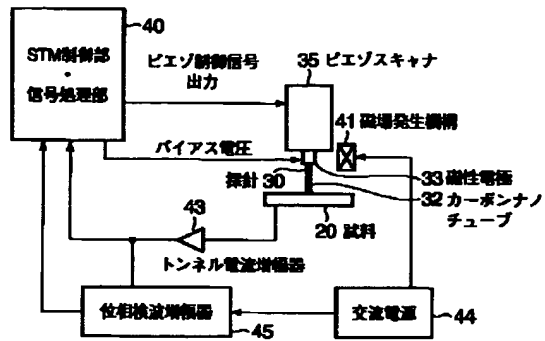 40
STM制御部
・
信号処理部
ピエゾ制御信号
出力
35 ピエゾスキャナ
41 磁場発生機構
バイアス電圧
探針 30
33 磁性電極
32 カーボンナノ
チューブ
43
20 試料
トンネル電流増幅器
位相検波増幅器
45
交流電源
44